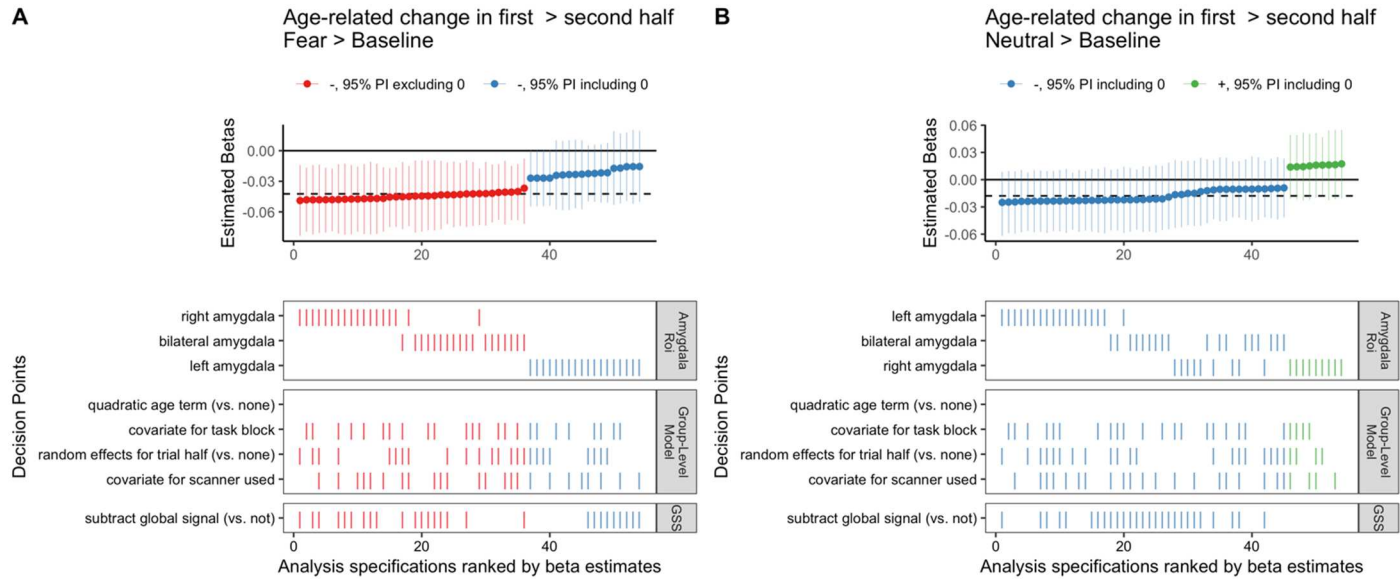 A
Age-related change in first > second half
Fear > Baseline
-, 95% PI excluding 0
-, 95% PI including 0
Estimated Betas
0.00
-0.03
-0.06
0
20
40
Decision Points
right amygdala
bilateral amygdala
left amygdala
Amygdala
Roi
quadratic age term (vs. none)
covariate for task block
random effects for trial half (vs. none)
covariate for scanner used
Group-Level
Model
subtract global signal (vs. not)
GSS
0
20
40
Analysis specifications ranked by beta estimates
B
Age-related change in first > second half
Neutral > Baseline
-, 95% PI including 0
+, 95% PI including 0
Estimated Betas
0.06
0.03
0.00
-0.03
-0.06
0
20
40
Decision Points
left amygdala
bilateral amygdala
right amygdala
Amygdala
Roi
quadratic age term (vs. none)
covariate for task block
random effects for trial half (vs. none)
covariate for scanner used
Group-Level
Model
subtract global signal (vs. not)
GSS
0
20
40
Analysis specifications ranked by beta estimates